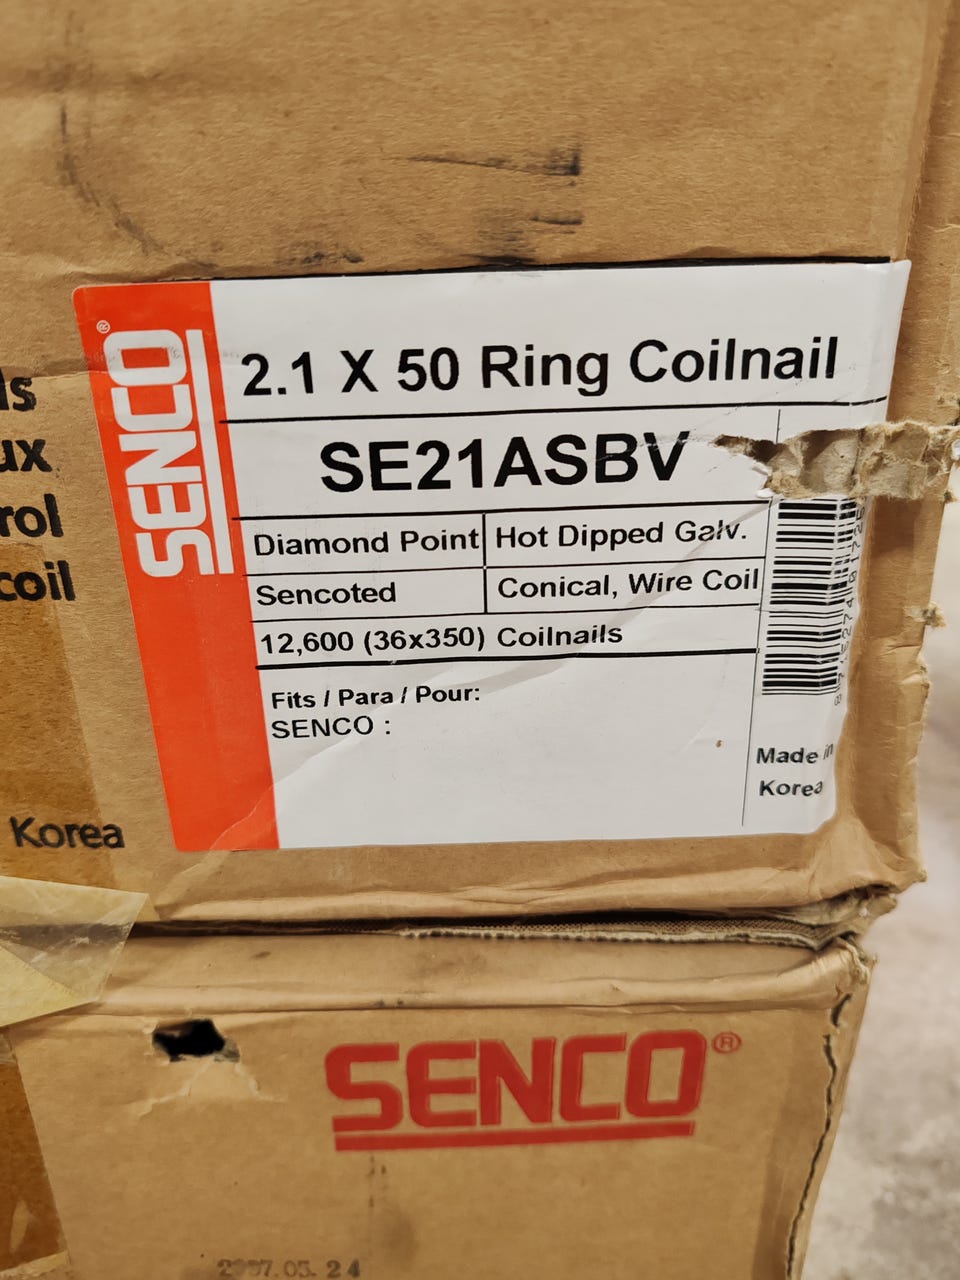 ls
ux
rol
coil
Korea
SENCO®
2.1 X 50 Ring Coilnail
SE21ASBV
Diamond Point
Hot Dipped Galv.
Sencoted
Conical, Wire Coil
12,600 (36x350) Coilnails
Fits / Para / Pour:
SENCO :
Made in
Korea
SENCO®